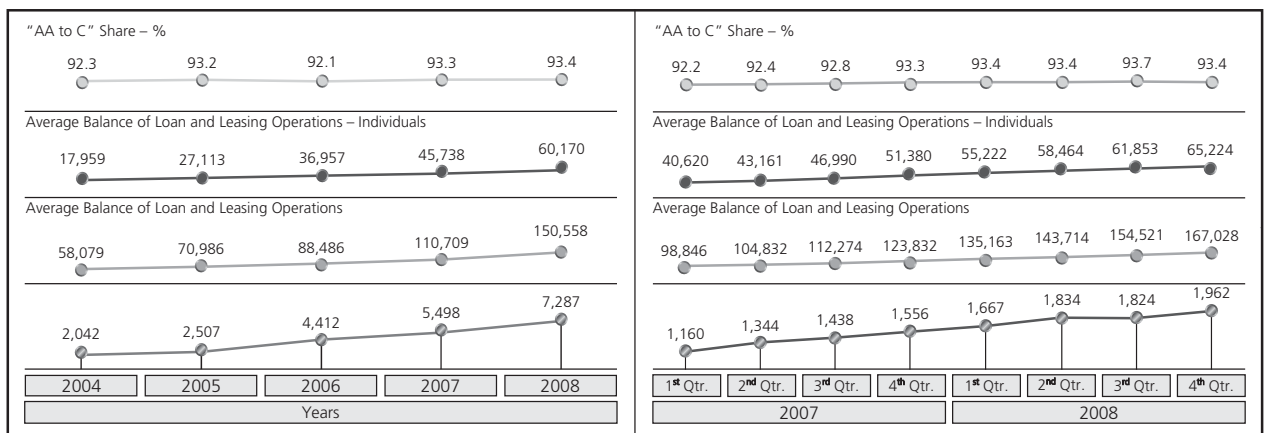 "AA to C" Share – %
92.3 93.2 92.1 93.3 93.4
Average Balance of Loan and Leasing Operations – Individuals
17,959 27,113 36,957 45,738 60,170
Average Balance of Loan and Leasing Operations
58,079 70,986 88,486 110,709 150,558
2,042 2,507 4,412 5,498 7,287
2004 2005 2006 2007 2008
Years
"AA to C" Share – %
92.2 92.4 92.8 93.3 93.4 93.4 93.7 93.4
Average Balance of Loan and Leasing Operations – Individuals
40,620 43,161 46,990 51,380 55,222 58,464 61,853 65,224
Average Balance of Loan and Leasing Operations
98,846 104,832 112,274 123,832 135,163 143,714 154,521 167,028
1,160 1,344 1,438 1,556 1,667 1,834 1,824 1,962
1st Qtr. 2nd Qtr. 3rd Qtr. 4th Qtr. 1st Qtr. 2nd Qtr. 3rd Qtr. 4th Qtr.
2007 2008